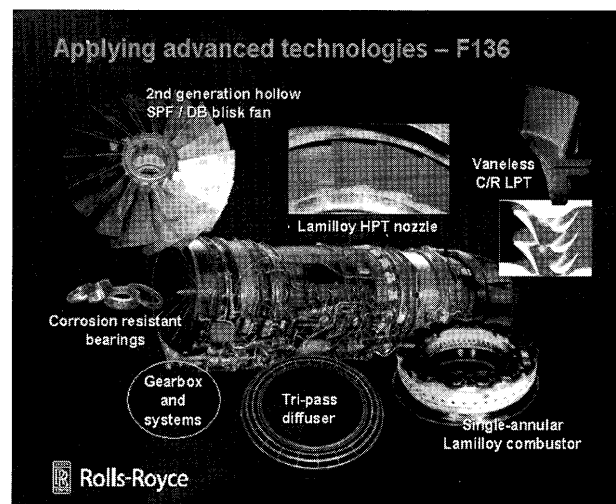 Applying advanced technologies – F136
2nd generation hollow
SPF / DB blisk fan
Vaneless
C/R LPT
Lamilloy HPT nozzle
Corrosion resistant
bearings
Gearbox
and
systems
Tri-pass
diffuser
Single-annular
Lamilloy combustor
RR Rolls-Royce